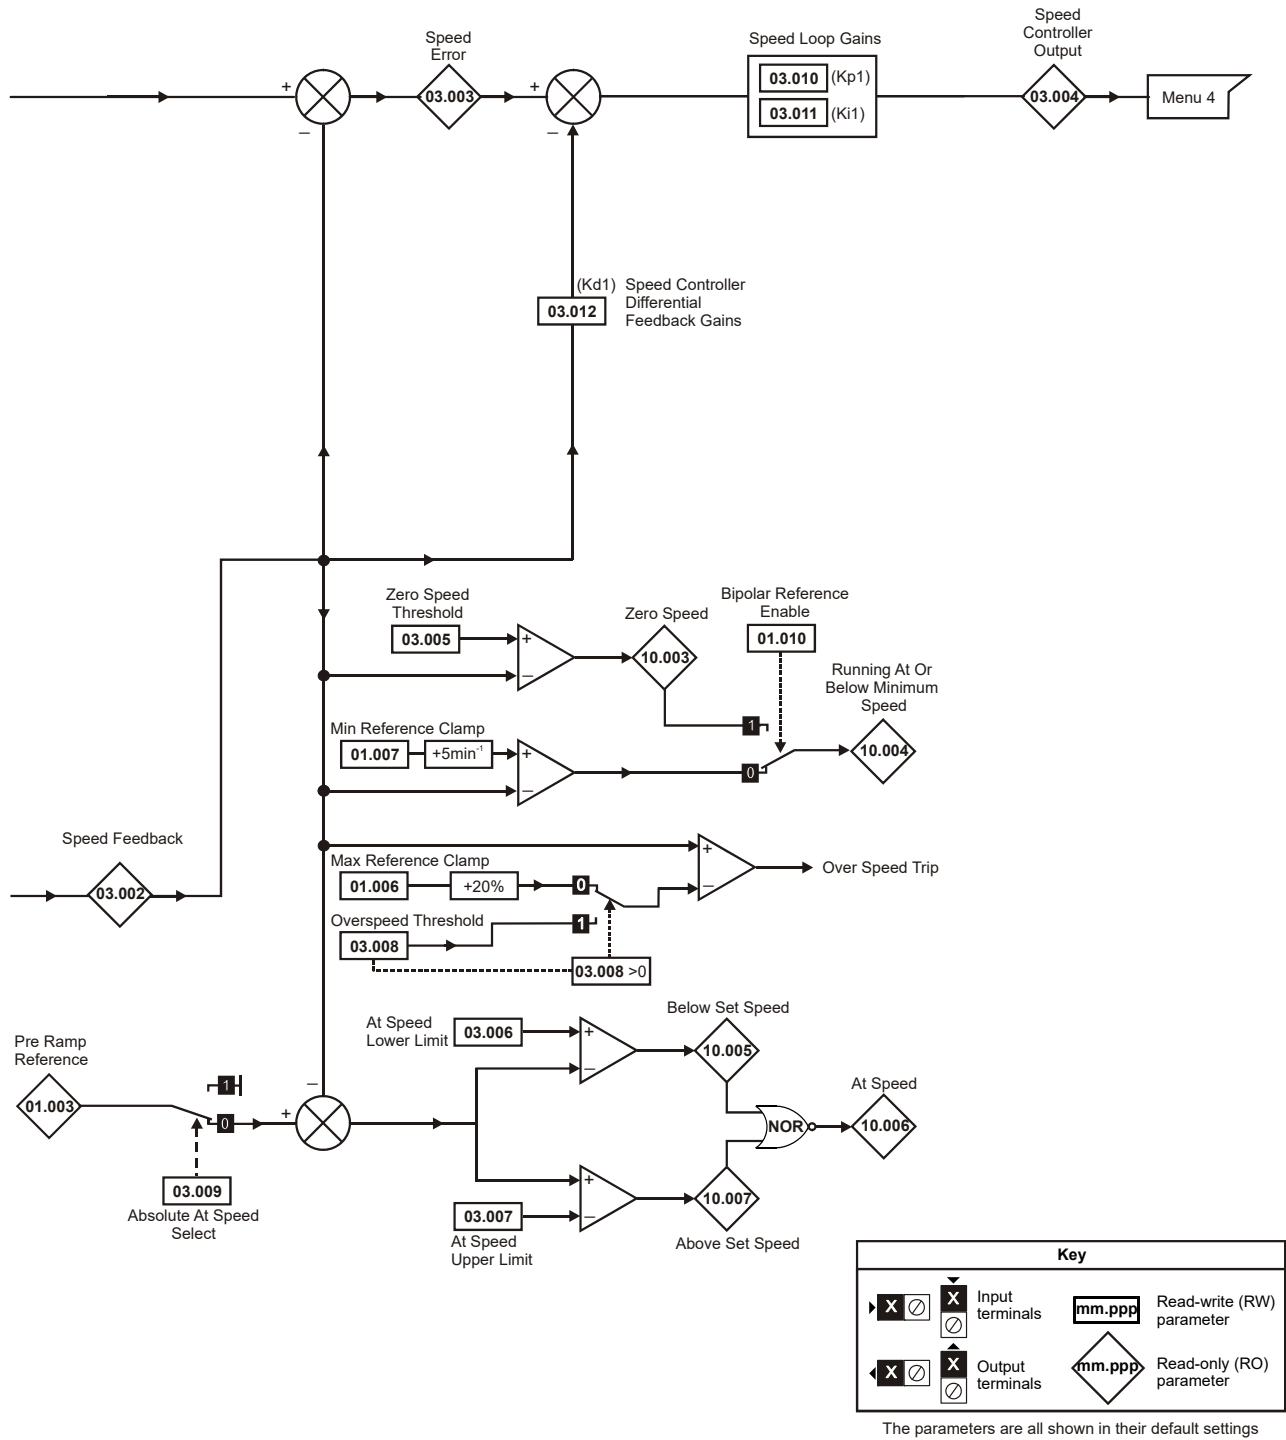 Speed
Error
+
–
03.003
+
–
Speed Loop Gains
03.010 (Kp1)
03.011 (Ki1)
Speed
Controller
Output
03.004
Menu 4
(Kd1)
03.012
Speed Controller
Differential
Feedback Gains
Zero Speed
Threshold
03.005
+
–
Zero Speed
10.003
Bipolar Reference
Enable
01.010
Running At Or
Below Minimum
Speed
1
Min Reference Clamp
01.007
+5min-1
+
–
0
10.004
Speed Feedback
03.002
Max Reference Clamp
01.006
+20%
0
+
–
Over Speed Trip
Overspeed Threshold
03.008
1
03.008 >0
Pre Ramp
Reference
01.003
1
0
+
–
03.009
Absolute At Speed
Select
At Speed
Lower Limit
03.006
+
–
Below Set Speed
10.005
NOR
At Speed
10.006
03.007
At Speed
Upper Limit
+
–
10.007
Above Set Speed
Key
X
X
Input
terminals
mm.ppp
Read-write (RW)
parameter
X
X
Output
terminals
mm.ppp
Read-only (RO)
parameter
The parameters are all shown in their default settings